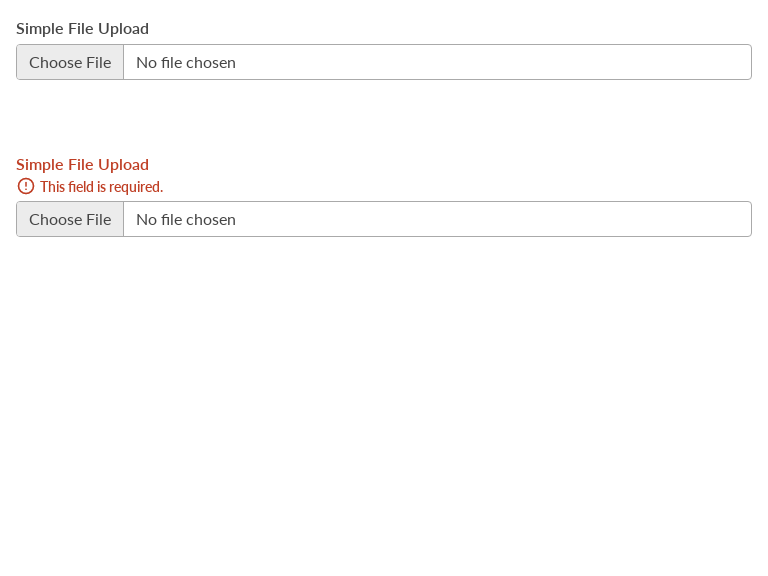 Simple File Upload
Choose File No file chosen
Simple File Upload
This field is required.
Choose File No file chosen